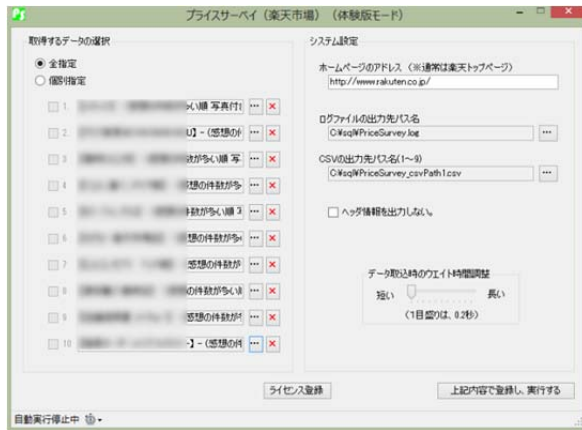 プライスサーベイ（楽天市場）（体験版モード）
取得するデータの選択
全指定
個別指定
1.
い順 写真付
2.
】-（感想の
3.
数が多い順 写
4.
感想の件数が多
5.
件数が多い順
6.
感想の件数が多
7.
感想の件数が
8.
の件数が多い
9.
感想の件数が
10
-】-（感想の件
システム設定
ホームページのアドレス（※通常は楽天トップページ）
http://www.rakuten.co.jp/
ログファイルの出力先パス名
C:¥sql¥PriceSurvey.log
CSVの出力先パス名(1～9)
C:¥sql¥PriceSurvey_csvPath1.csv
ヘッダ情報を出力しない。
データ取込時のウエイト時間調整
短い
長い
（1目盛りは、0.2秒）
ライセンス登録
上記内容で登録し、実行する
自動実行停止中